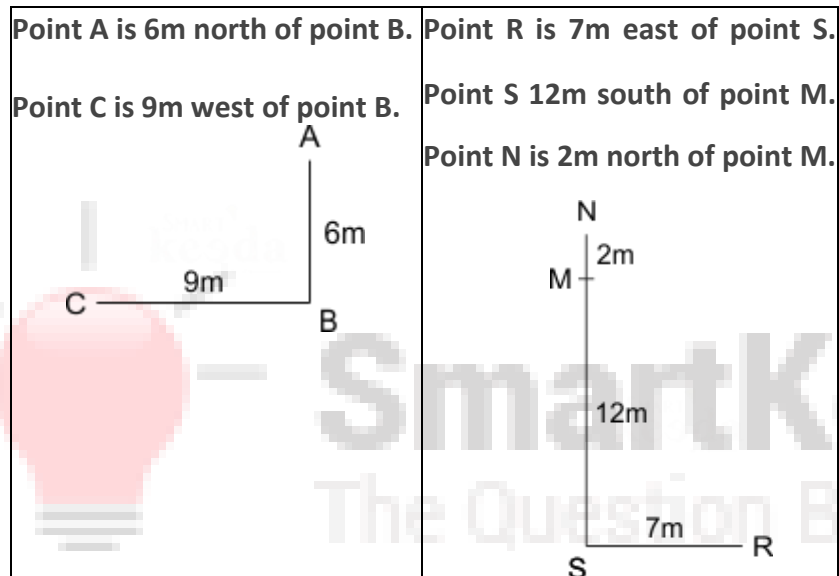 Point A is 6m north of point B.
Point C is 9m west of point B.
A
6m
9m
C
B
Point R is 7m east of point S.
Point S 12m south of point M.
Point N is 2m north of point M.
N
2m
M
12m
7m
R
S
SmartK
The Question B